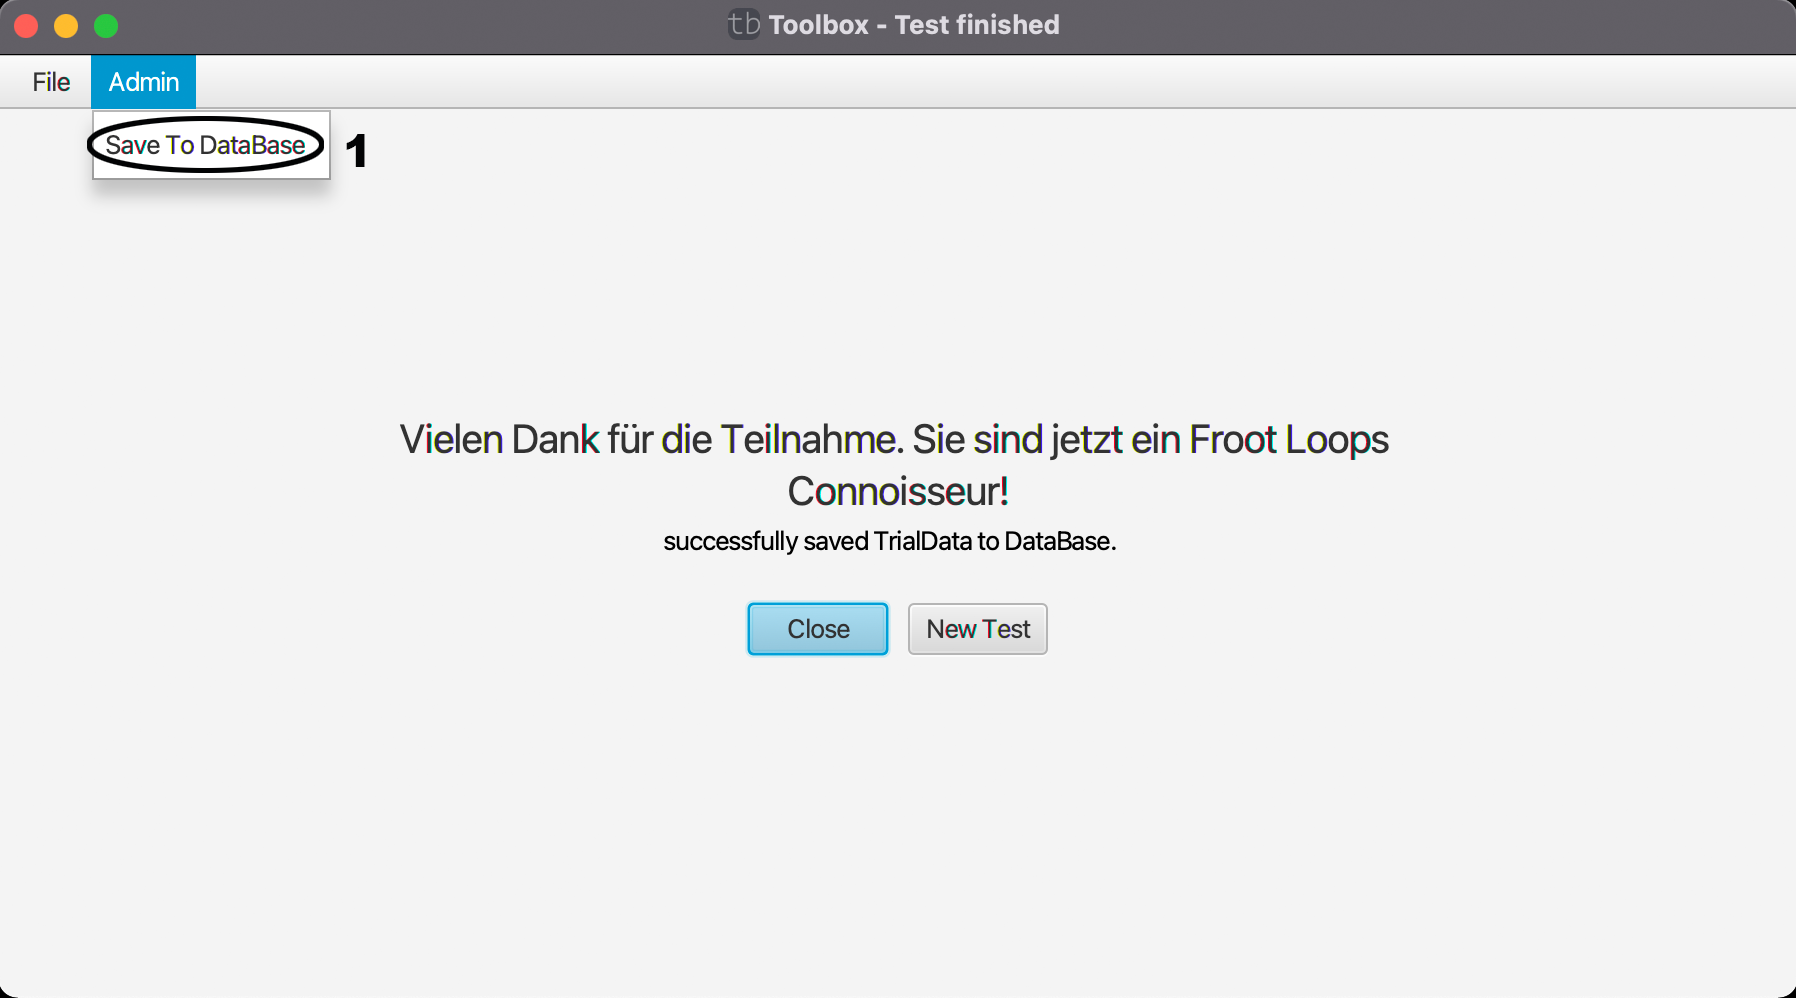 tb Toolbox - Test finished
File Admin
Save To DataBase 1
Vielen Dank für die Teilnahme. Sie sind jetzt ein Froot Loops
Connoisseur!
successfully saved TrialData to DataBase.
Close New Test